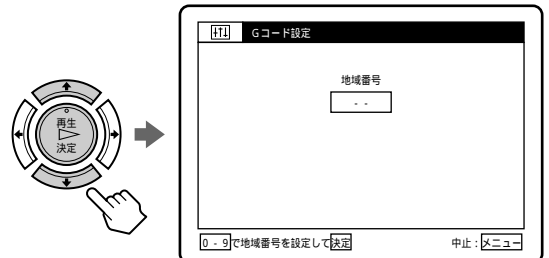 Gコード設定
地域番号
- -
再生
決定
0 - 9で地域番号を設定して決定
中止：メニュー